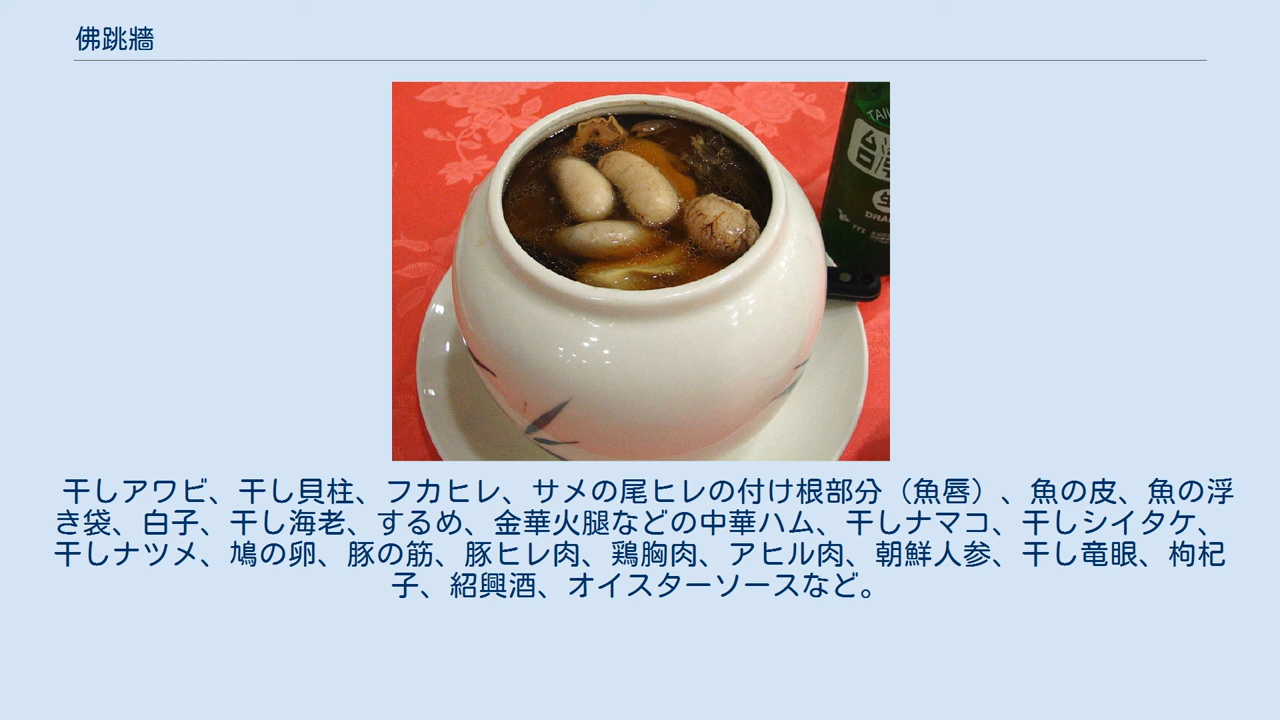 佛跳牆
TAIW
台灣
生
DRAF
TTL
干しアワビ、干し貝柱、フカヒレ、サメの尾ヒレの付け根部分（魚唇）、魚の皮、魚の浮
き袋、白子、干し海老、するめ、金華火腿などの中華ハム、干しナマコ、干しシイタケ、
干しナツメ、鳩の卵、豚の筋、豚ヒレ肉、鶏胸肉、アヒル肉、朝鮮人参、干し竜眼、枸杞
子、紹興酒、オイスターソースなど。